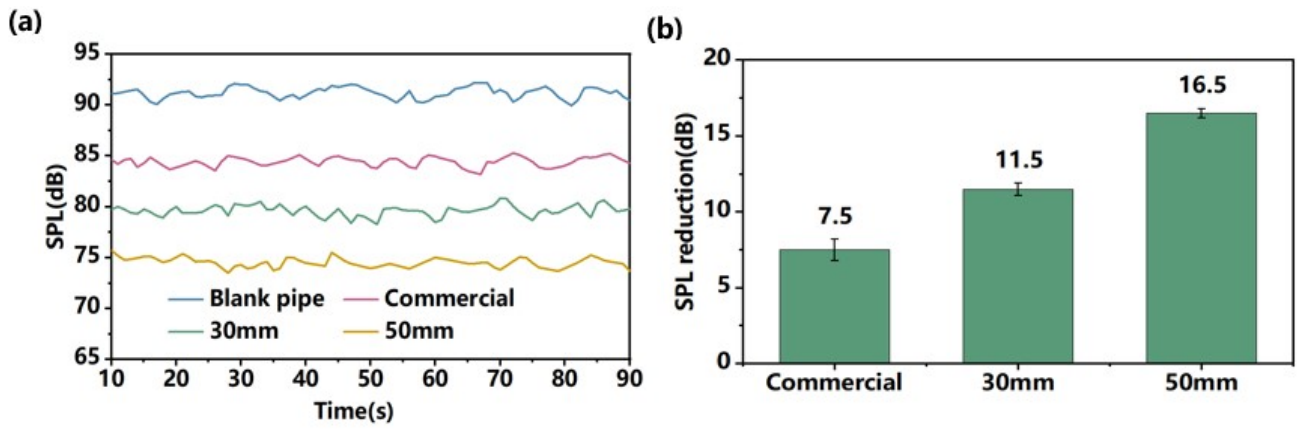 (a)
95
90
85
80
75
70
65
SPL(dB)
Blank pipe
Commercial
30mm
50mm
10 20 30 40 50 60 70 80 90
Time(s)
(b)
20
15
10
5
0
SPL reduction(dB)
7.5
11.5
16.5
Commercial 30mm 50mm